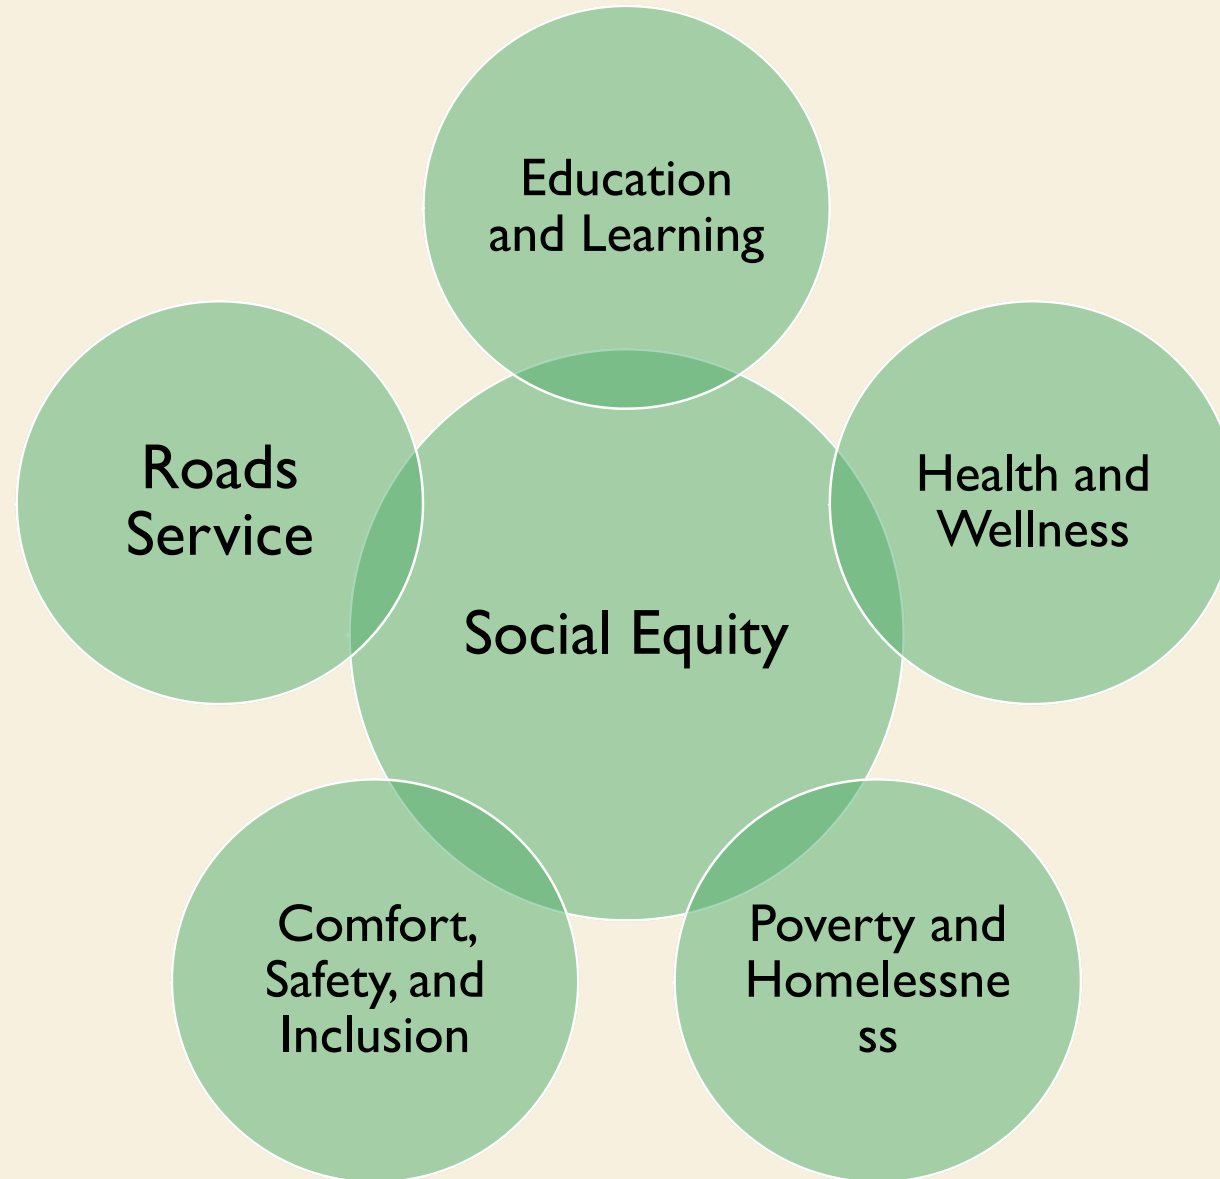 Education
and Learning
Roads
Service
Health and
Wellness
Social Equity
Comfort,
Safety, and
Inclusion
Poverty and
Homelessne
ss